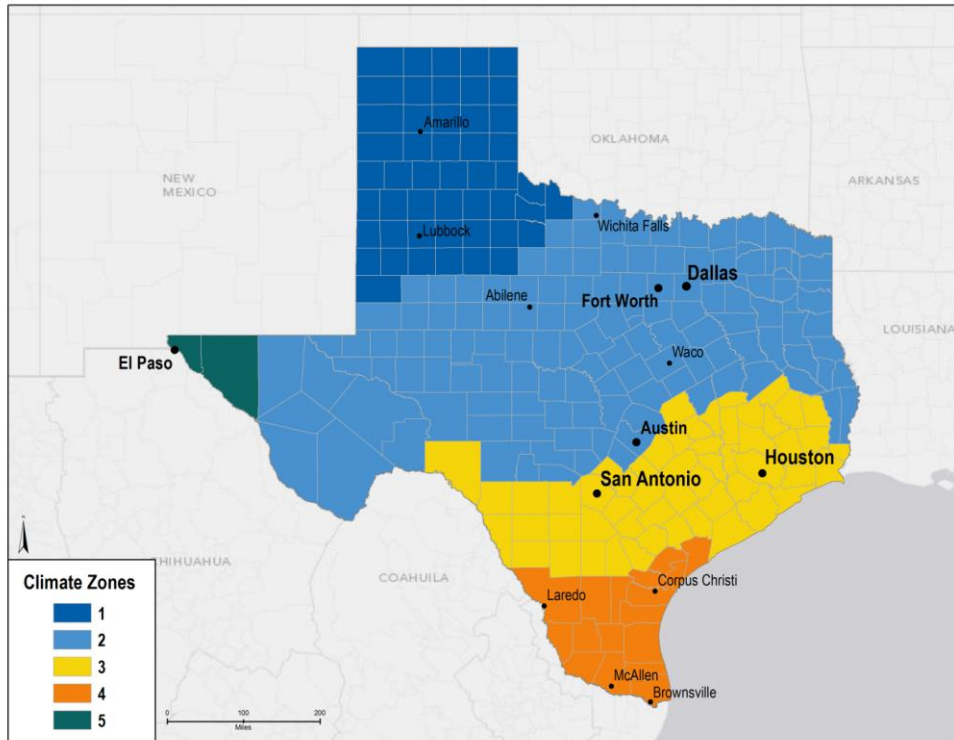 Amarillo
OKLAHOMA
NEW
MEXICO
ARKANSAS
Wichita Falls
Lubbock
Dallas
Fort Worth
Abilene
LOUISIANA
El Paso
Waco
Austin
Houston
San Antonio
CHIHUAHUA
COAHUILA
Corpus Christi
Laredo
McAllen
Brownsville
N
Climate Zones
1
2
3
4
5
0 100 200
Miles